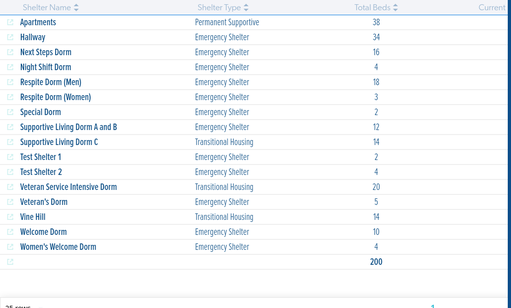 Shelter Name Shelter Type Total Beds Current
Apartments Permanent Supportive 38
Hallway Emergency Shelter 34
Next Steps Dorm Emergency Shelter 16
Night Shift Dorm Emergency Shelter 4
Respite Dorm (Men) Emergency Shelter 18
Respite Dorm (Women) Emergency Shelter 3
Special Dorm Emergency Shelter 2
Supportive Living Dorm A and B Emergency Shelter 12
Supportive Living Dorm C Transitional Housing 14
Test Shelter 1 Emergency Shelter 2
Test Shelter 2 Emergency Shelter 4
Veteran Service Intensive Dorm Transitional Housing 20
Veteran's Dorm Emergency Shelter 5
Vine Hill Transitional Housing 14
Welcome Dorm Emergency Shelter 10
Women's Welcome Dorm Emergency Shelter 4
200